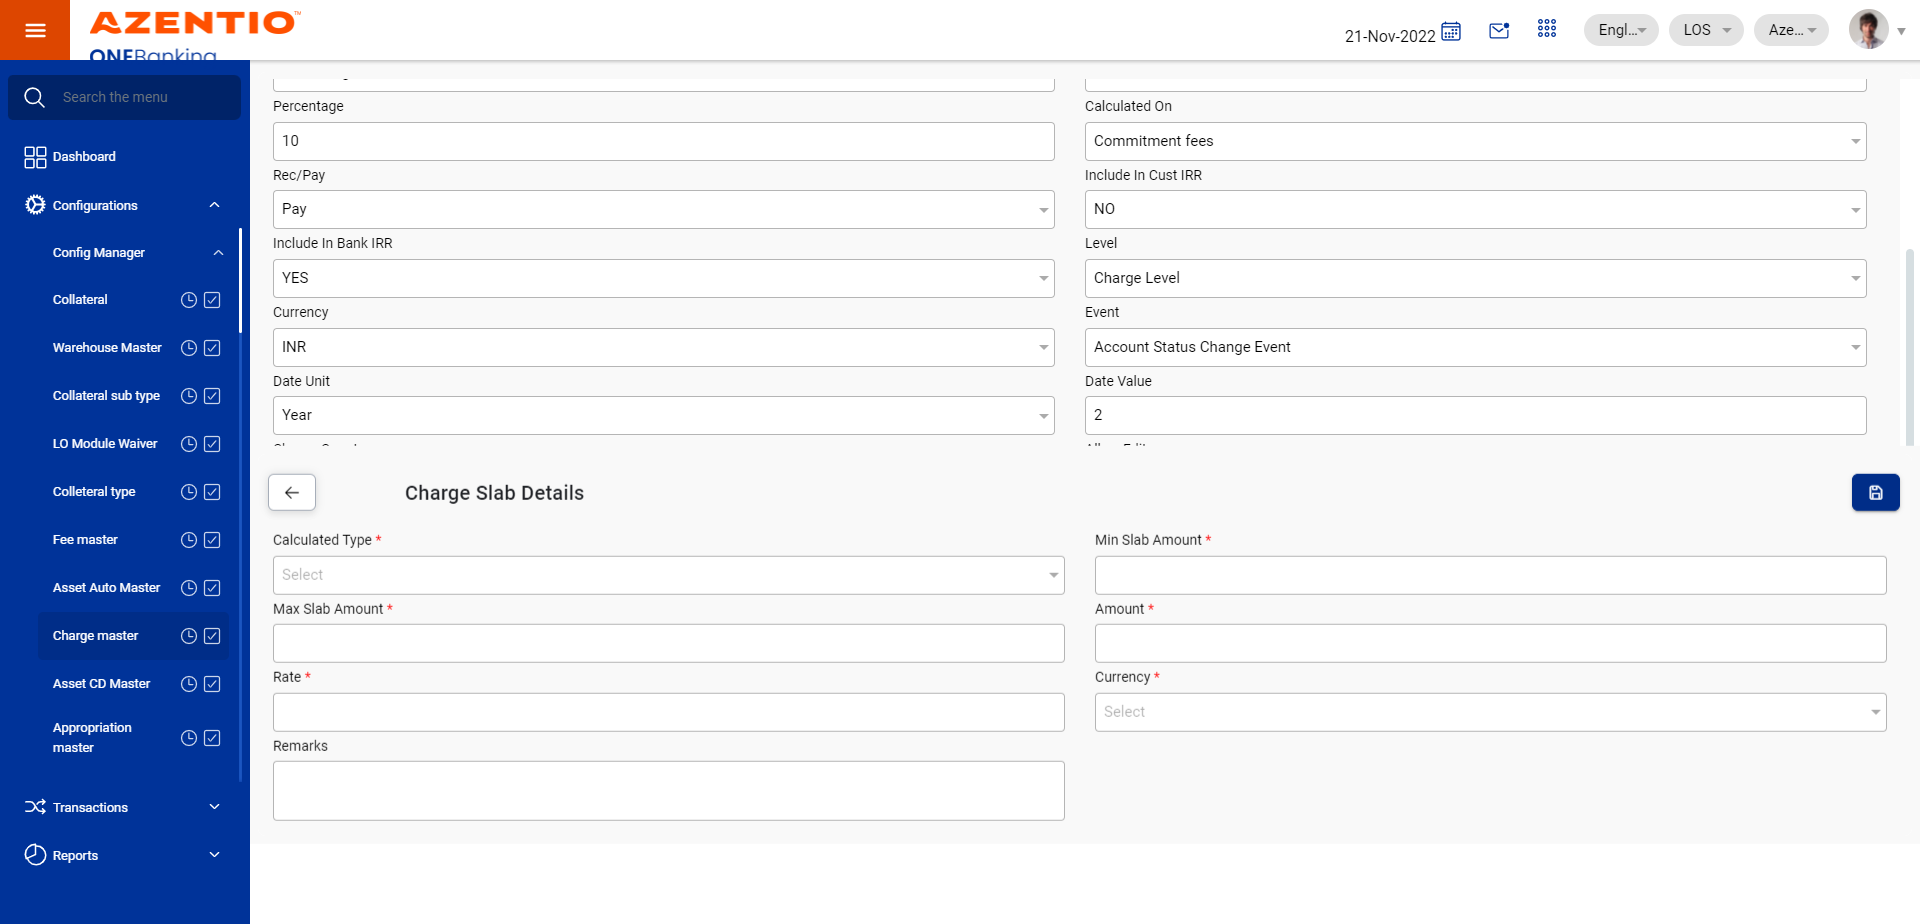 AZENTIO™
ONEBanking
21-Nov-2022
Engl...
LOS
Aze...
Search the menu
Dashboard
Configurations
Config Manager
Collateral
Warehouse Master
Collateral sub type
LO Module Waiver
Colleteral type
Fee master
Asset Auto Master
Charge master
Asset CD Master
Appropriation
master
Transactions
Reports
Percentage
10
Calculated On
Commitment fees
Rec/Pay
Pay
Include In Cust IRR
NO
Include In Bank IRR
YES
Level
Charge Level
Currency
INR
Event
Account Status Change Event
Date Unit
Year
Date Value
2
Charge Slab Details
Calculated Type *
Select
Min Slab Amount *
Max Slab Amount *
Amount *
Rate *
Currency *
Select
Remarks